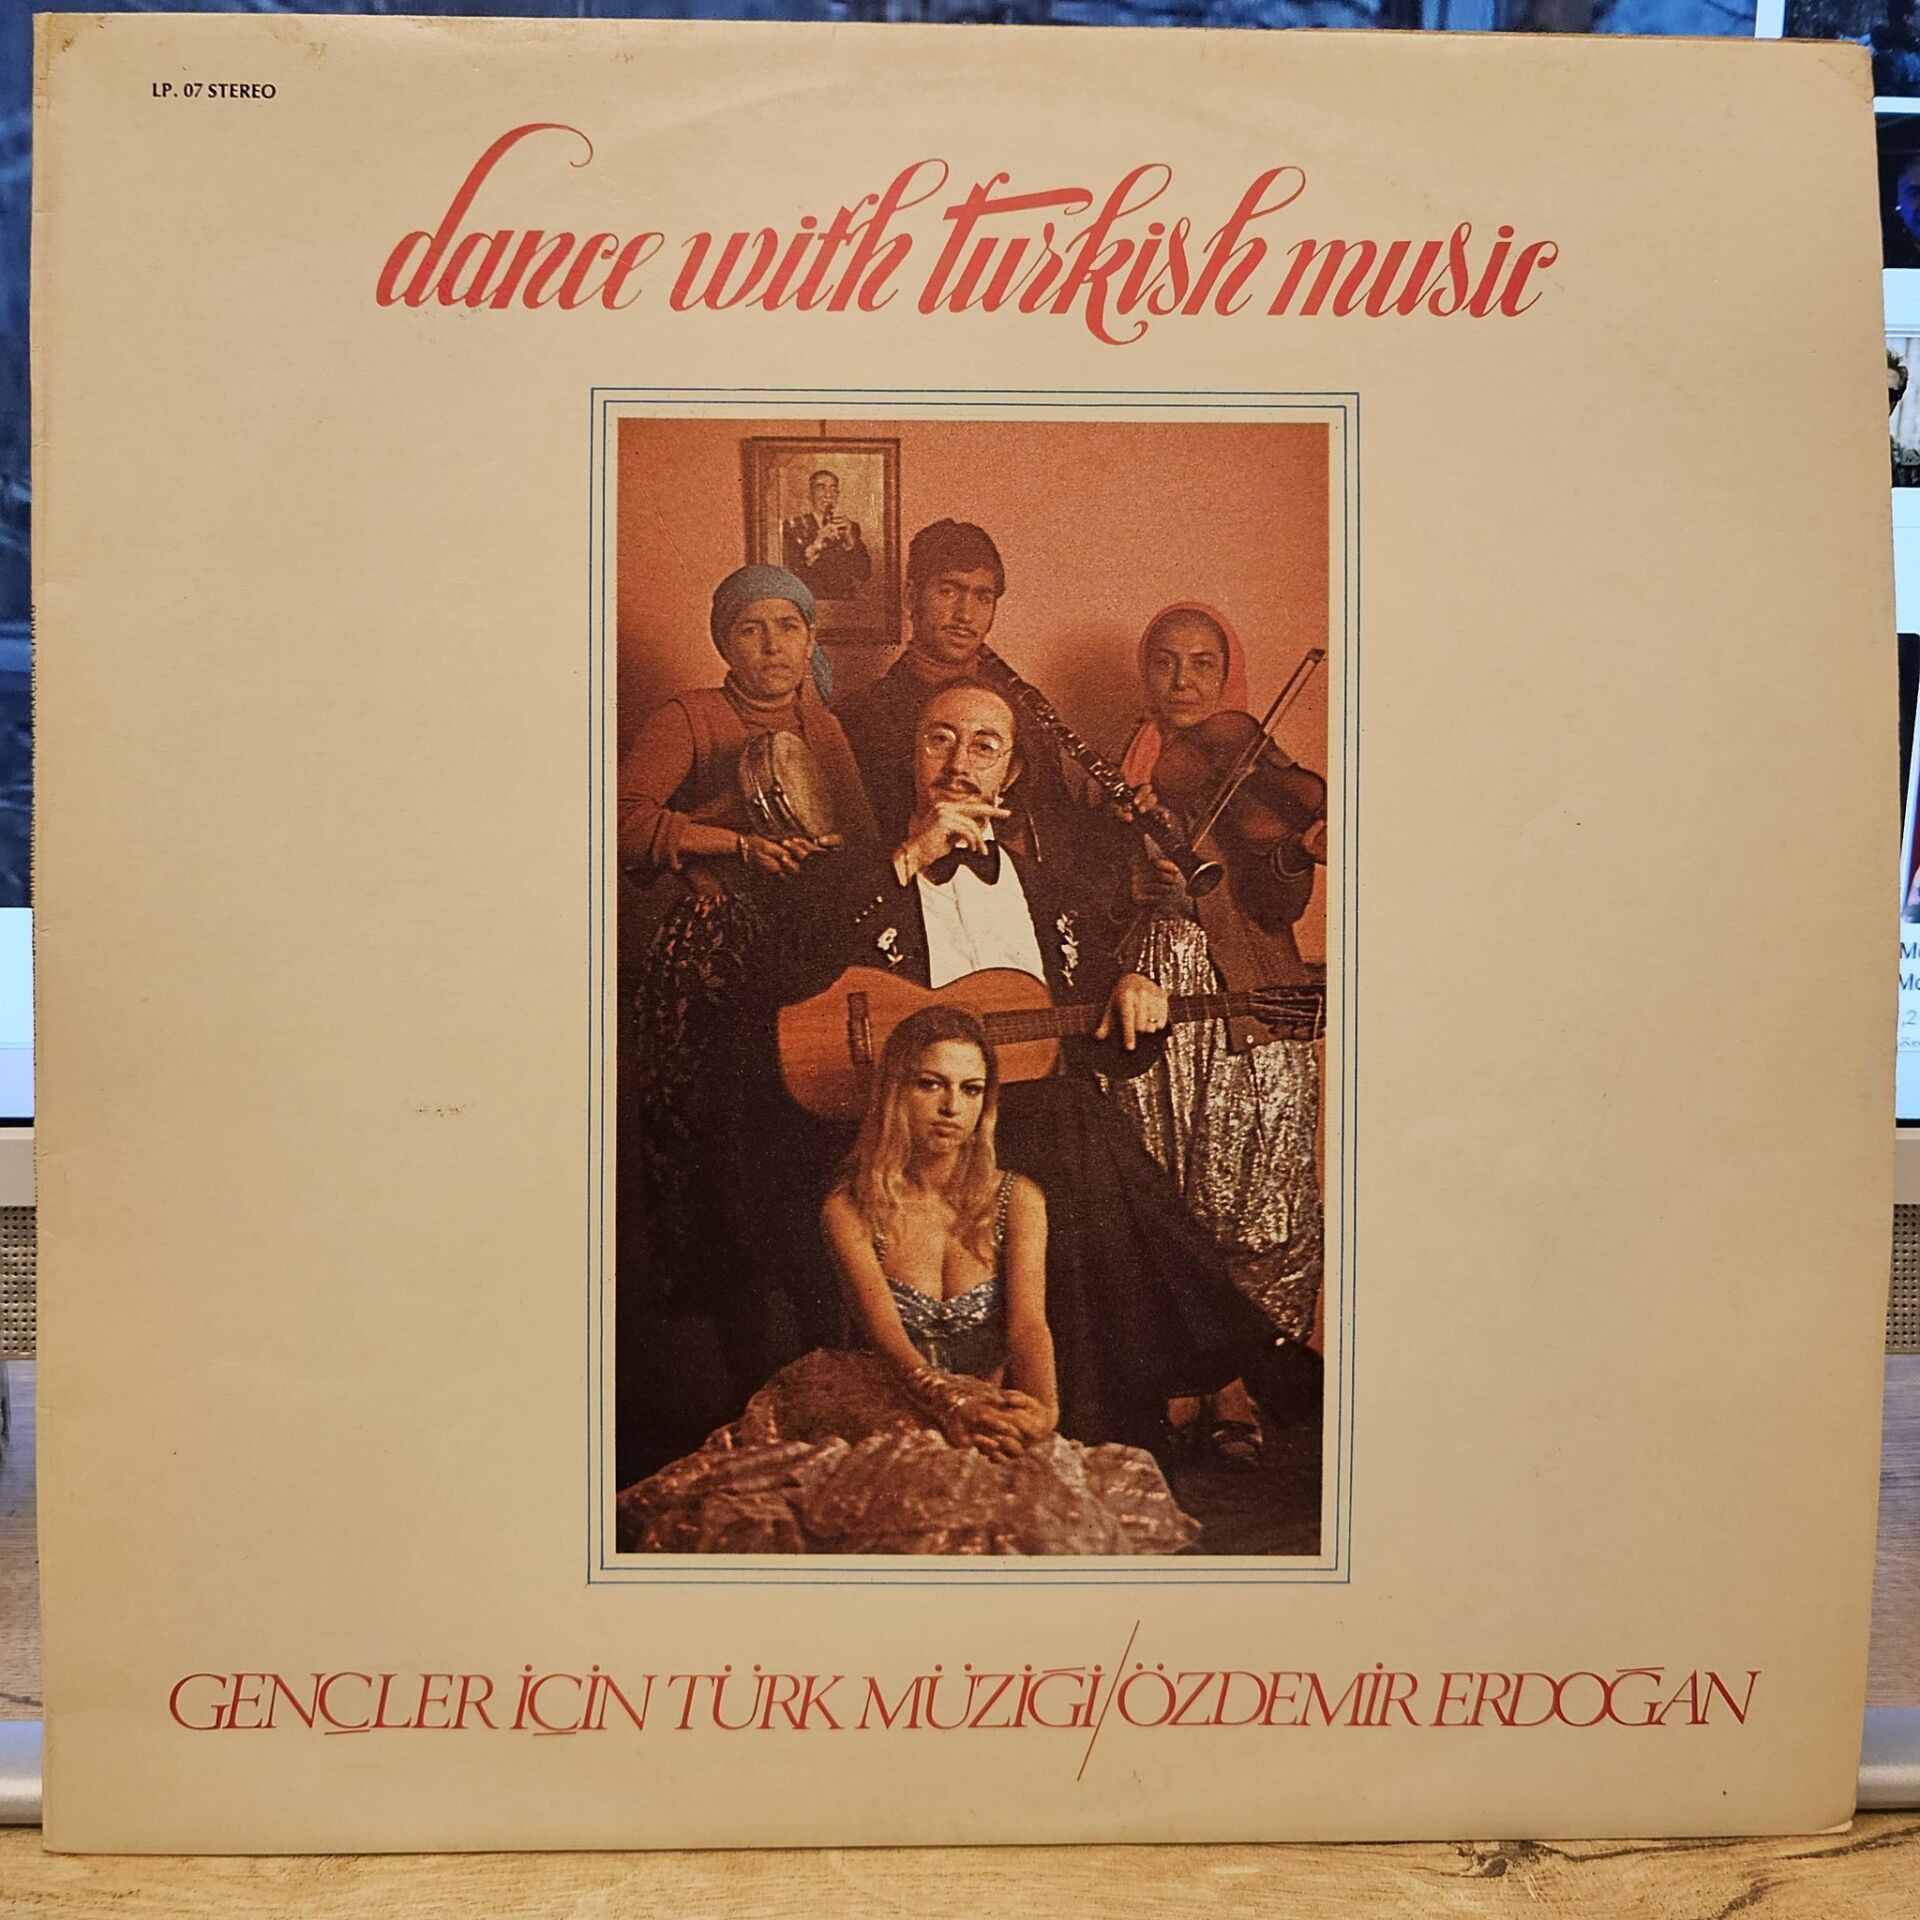 LP. 07 STEREO
dance with turkish music
GENÇLER İÇİN TÜRK MÜZİĞİ/ÖZDEMİR ERDOĞAN